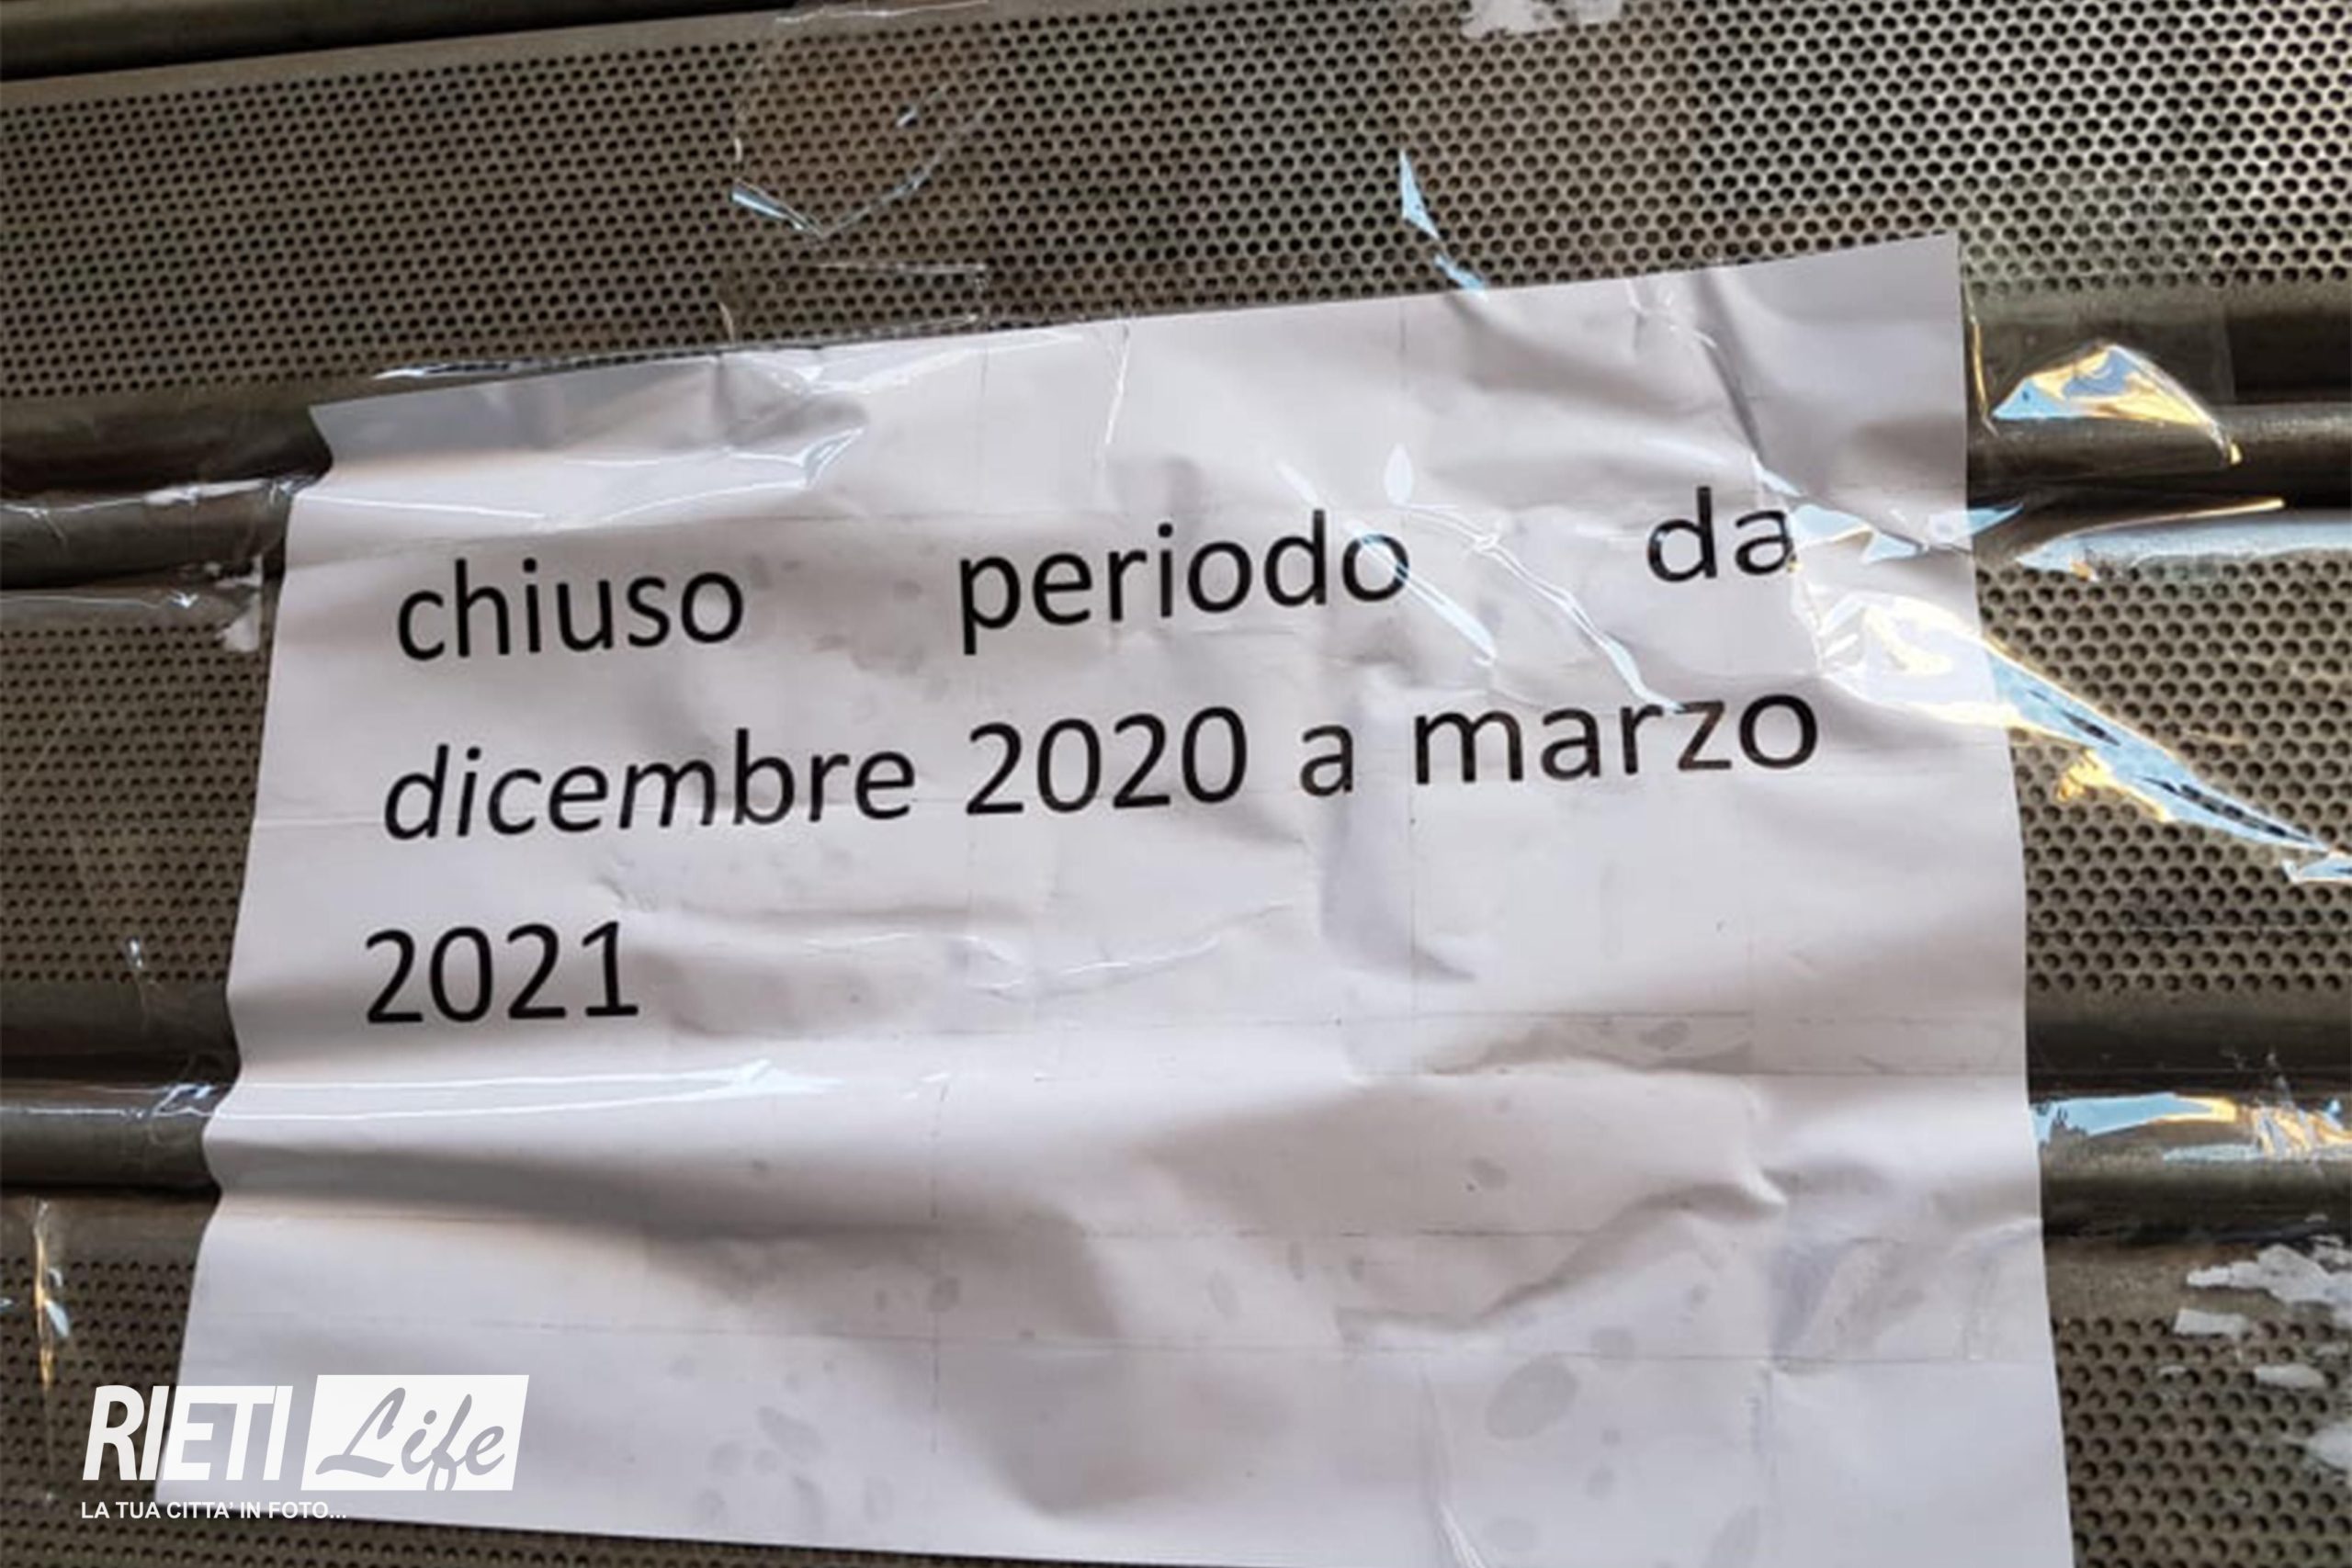 chiuso periodo da
dicembre 2020 a marzo
2021
RIETI Life
LA TUA CITTA' IN FOTO...